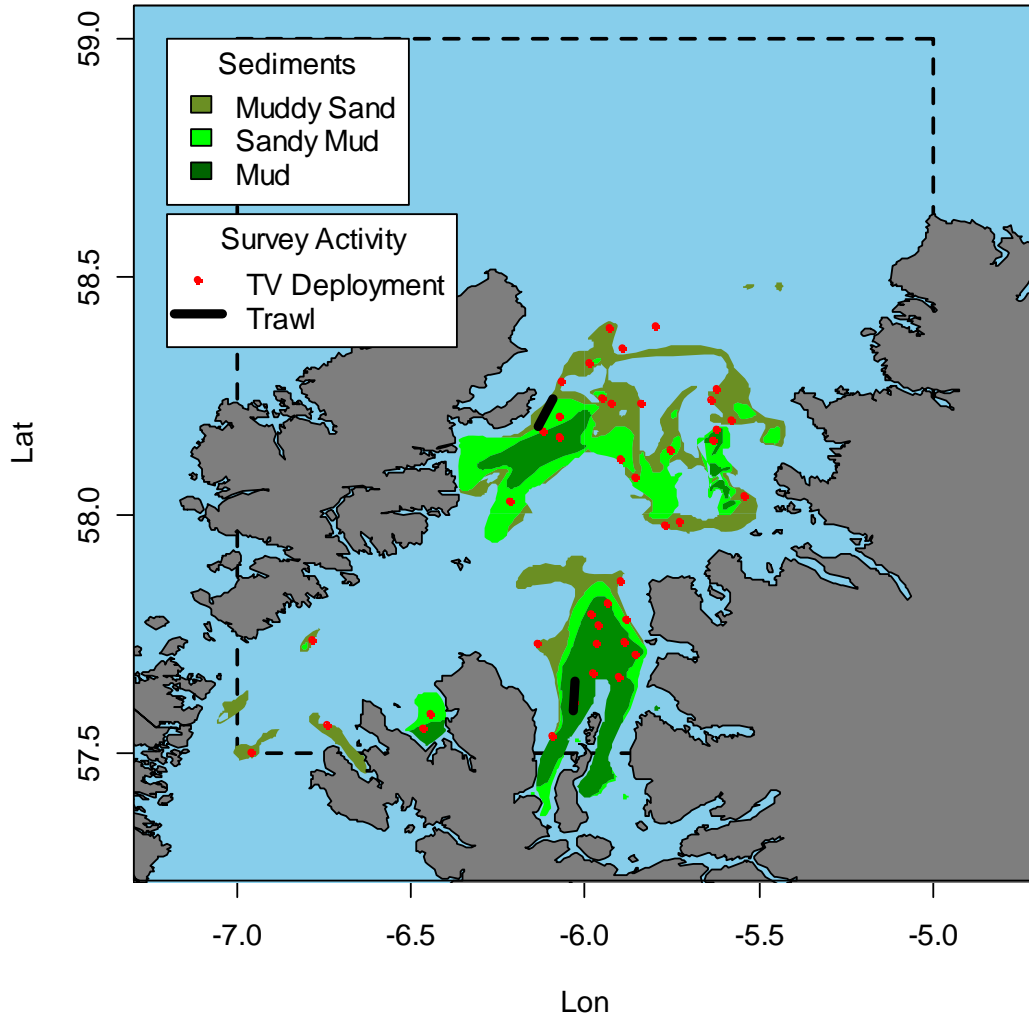 59.0
Sediments
Muddy Sand
Sandy Mud
Mud
Survey Activity
TV Deployment
Trawl
58.5
58.0
57.5
Lat
-7.0 -6.5 -6.0 -5.5 -5.0
Lon